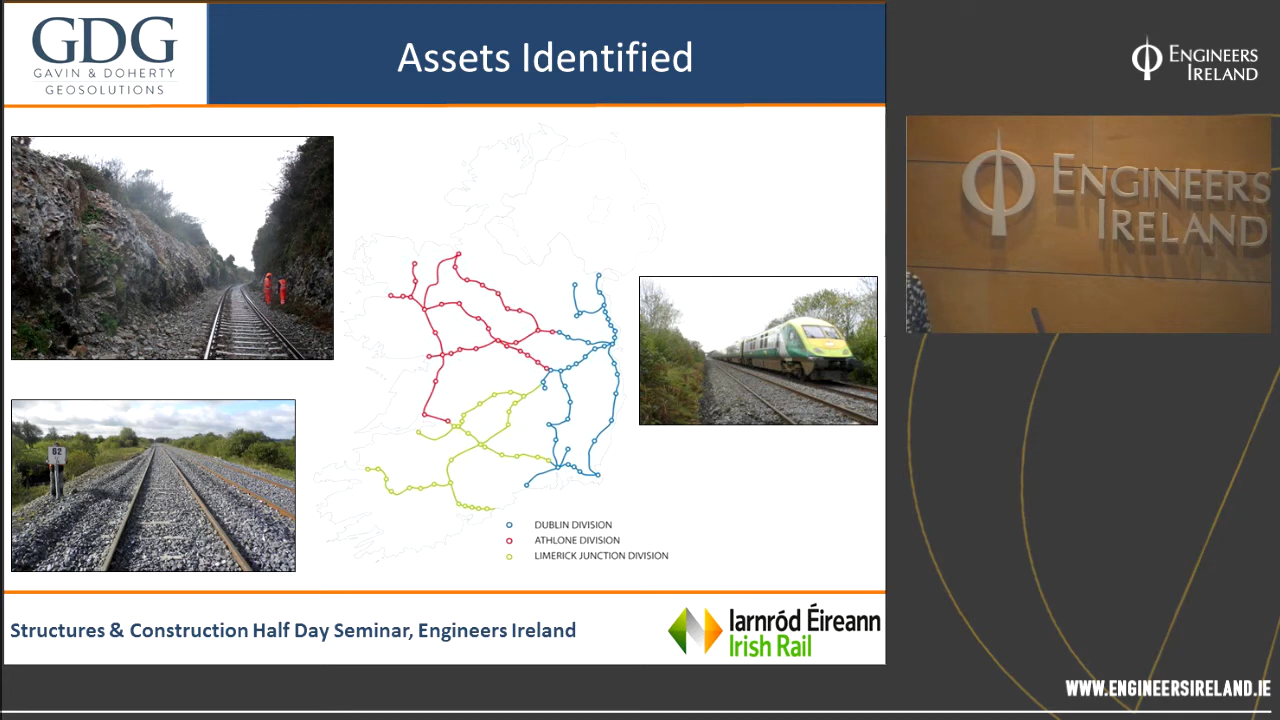 GDG
GAVIN & DOHERTY
GEOSOLUTIONS
Assets Identified
ENGINEERS
IRELAND
ENGINEERS
IRELAND
62
DUBLIN DIVISION
ATHLONE DIVISION
LIMERICK JUNCTION DIVISION
Structures & Construction Half Day Seminar, Engineers Ireland
Iarnród Éireann
Irish Rail
WWW.ENGINEERSIRELAND.IE